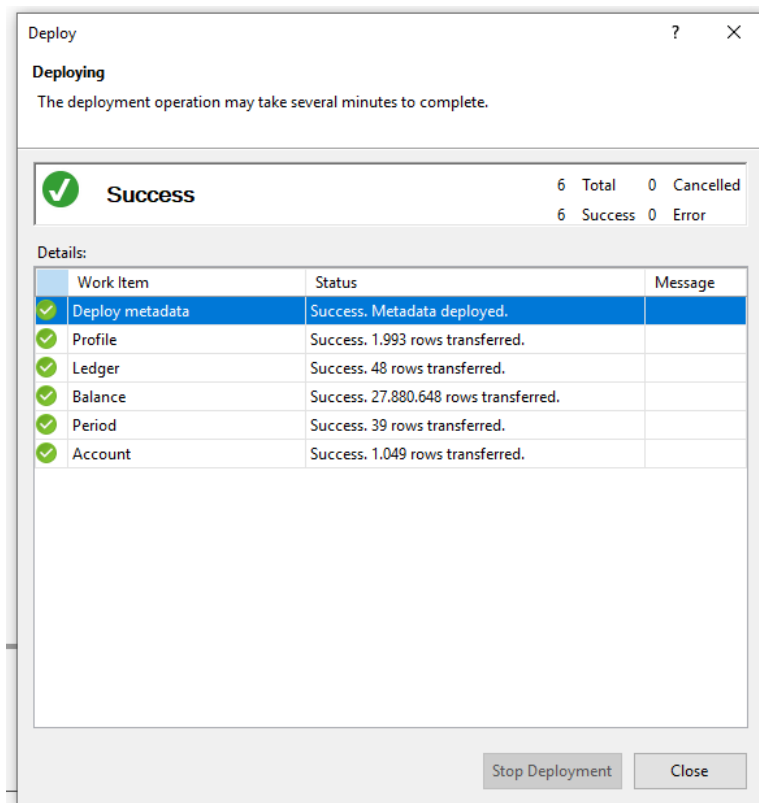 Deploy ?
Deploying
The deployment operation may take several minutes to complete.
Success 6 Total 0 Cancelled
6 Success 0 Error
Details:
Work Item Status Message
Deploy metadata Success. Metadata deployed.
Profile Success. 1.993 rows transferred.
Ledger Success. 48 rows transferred.
Balance Success. 27.880.648 rows transferred.
Period Success. 39 rows transferred.
Account Success. 1.049 rows transferred.
Stop Deployment Close